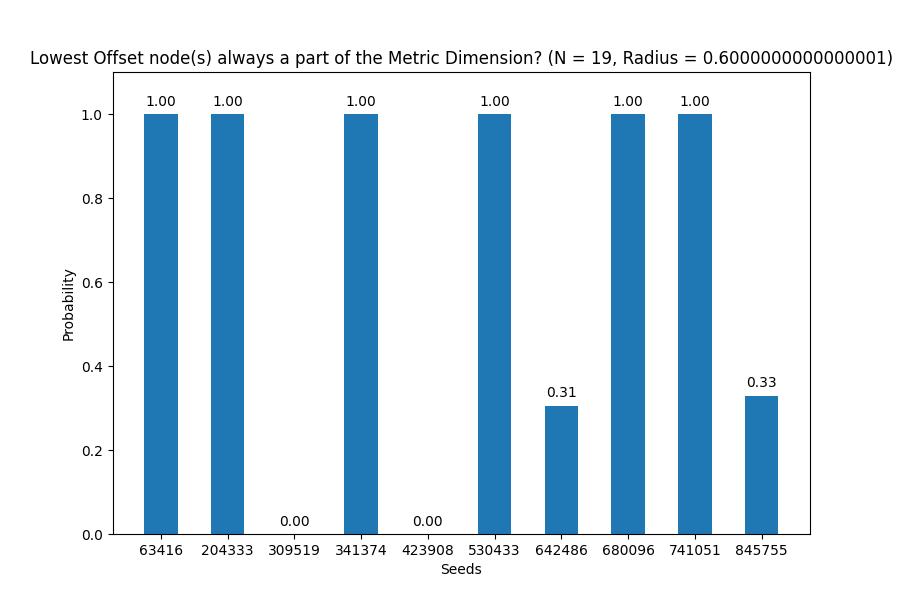 Lowest Offset node(s) always a part of the Metric Dimension? (N = 19, Radius = 0.6000000000000001)
1.00 1.00 1.00 1.00 1.00 1.00
1.0
0.8
0.6
Probability
0.4
0.33
0.31
0.2
0.00 0.00
0.0
63416 204333 309519 341374 423908 530433 642486 680096 741051 845755
Seeds